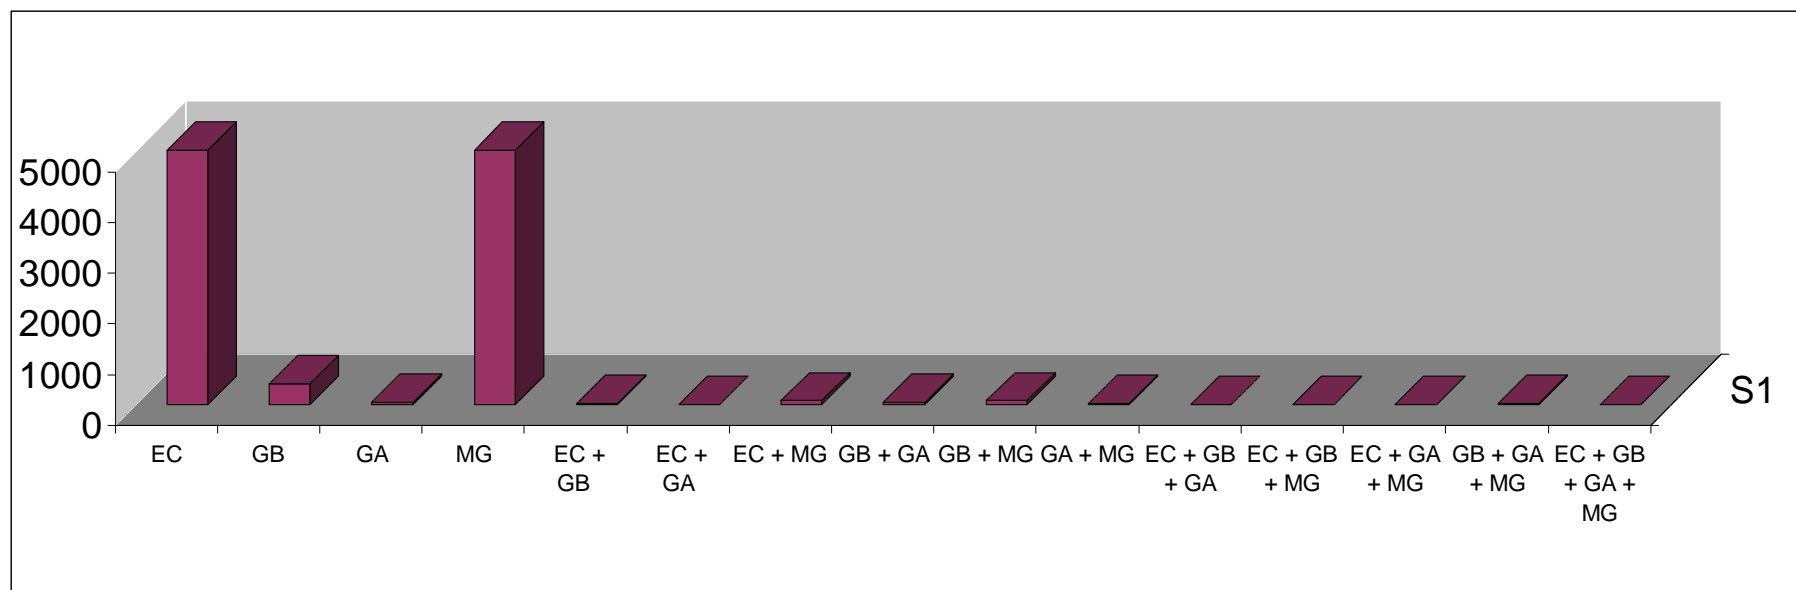 5000
4000
3000
2000
1000
0
S1
EC GB GA MG EC + EC + EC + MG GB + GA GB + MG GA + MG EC + GB EC + GB EC + GA GB + GA EC + GB
GB GA + GA + MG + MG + MG + GA +
MG